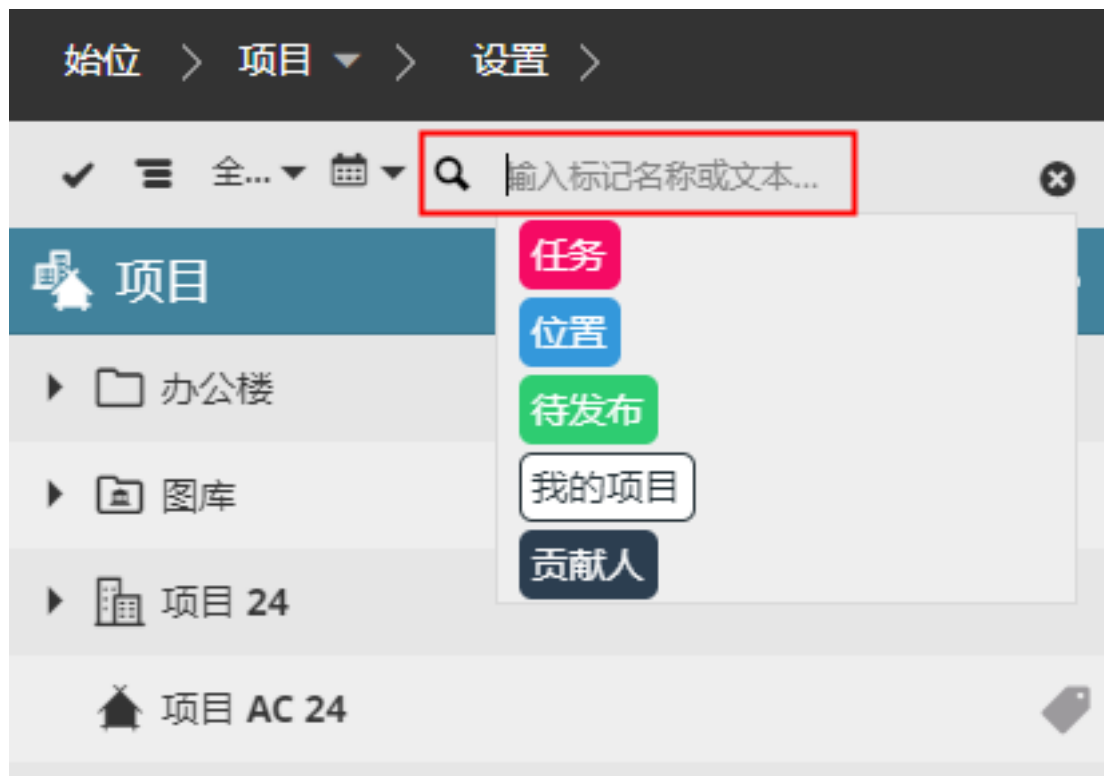 始位 项目 设置
全... 输入标记名称或文本...
项目
任务
位置
待发布
我的项目
贡献人
办公楼
图库
项目 24
项目 AC 24